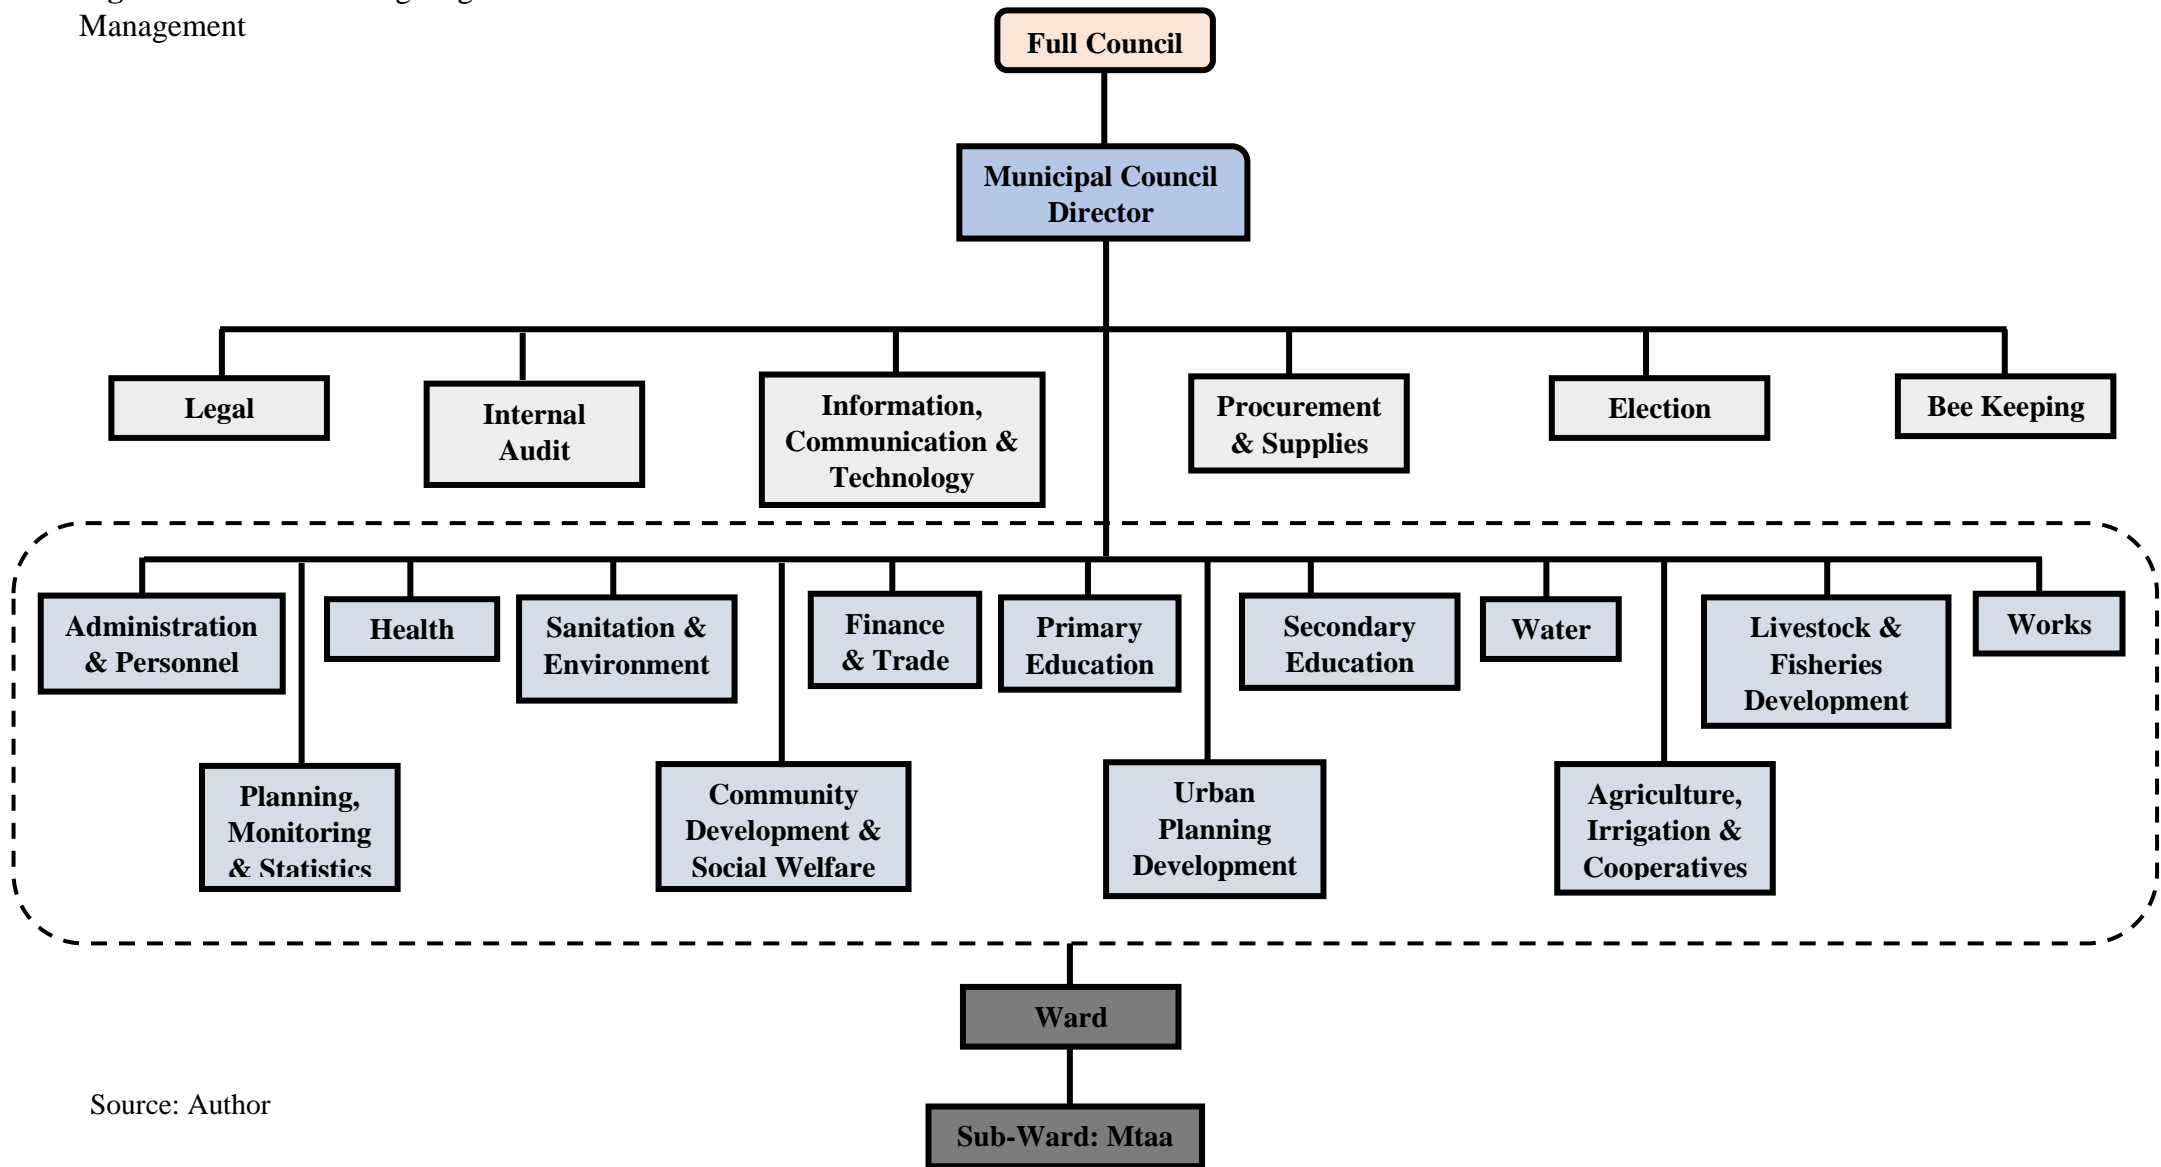 Management
Full Council
Municipal Council
Director
Legal
Internal
Audit
Information,
Communication &
Technology
Procurement
& Supplies
Election
Bee Keeping
Administration
& Personnel
Health
Sanitation &
Environment
Finance
& Trade
Primary
Education
Secondary
Education
Water
Livestock &
Fisheries
Development
Works
Planning,
Monitoring
& Statistics
Community
Development &
Social Welfare
Urban
Planning
Development
Agriculture,
Irrigation &
Cooperatives
Ward
Source: Author
Sub-Ward: Mtaa